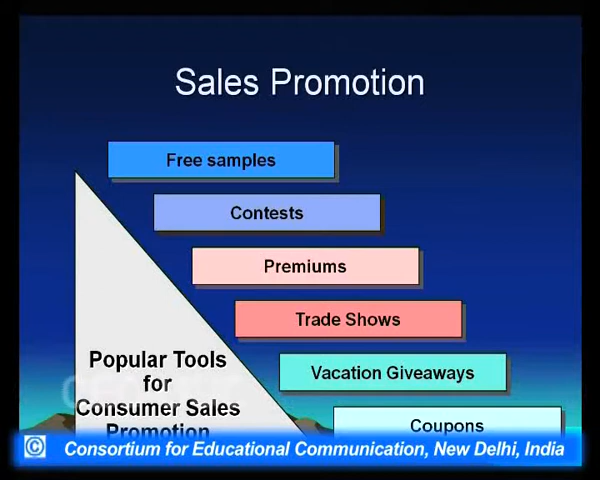 Sales Promotion
Free samples
Contests
Premiums
Trade Shows
Vacation Giveaways
Coupons
Popular Tools
for
Consumer Sales
Promotion
© Consortium for Educational Communication, New Delhi, India